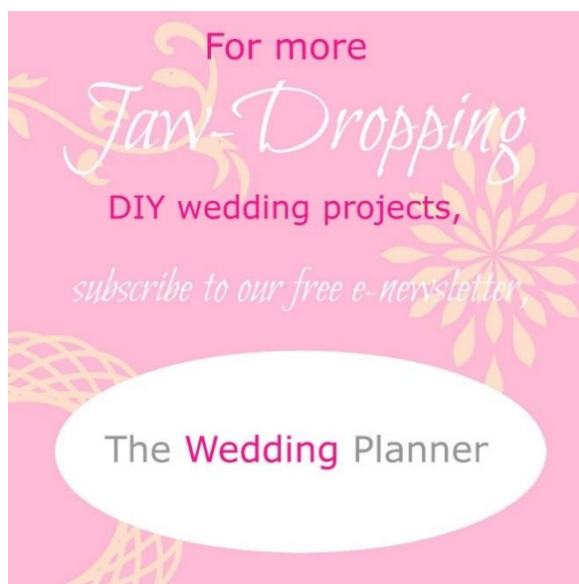 For more
Jaw-Dropping
DIY wedding projects,
subscribe to our free e-newsletter,
The Wedding Planner